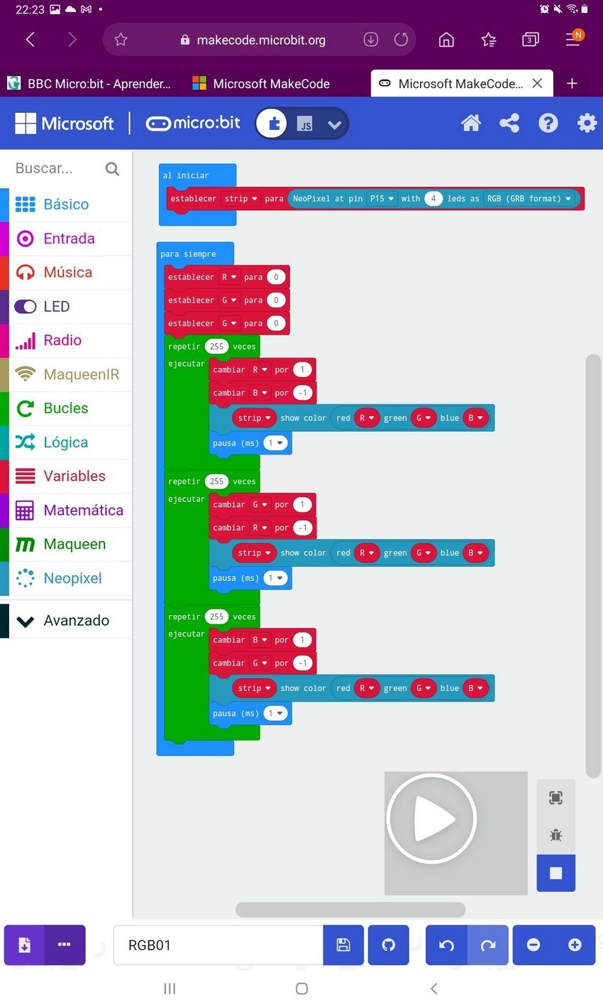 22:23
makecode.microbit.org
3
N
BBC Micro:bit - Aprender...
Microsoft MakeCode
Microsoft MakeCode...
Microsoft
micro:bit
JS
Buscar...
Básico
Entrada
Música
LED
Radio
MaqueenIR
Bucles
Lógica
Variables
Matemática
Maqueen
Neopixel
Avanzado
al iniciar
establecer strip para NeoPixel at pin P15 with 4 leds as RGB (GRB format)
para siempre
establecer R para 0
establecer G para 0
establecer G para 0
repetir 255 veces
ejecutar
cambiar R por 1
cambiar B por -1
strip show color red R green G blue B
pausa (ms) 1
repetir 255 veces
ejecutar
cambiar G por 1
cambiar R por -1
strip show color red R green G blue B
pausa (ms) 1
repetir 255 veces
ejecutar
cambiar B por 1
cambiar G por -1
strip show color red R green G blue B
pausa (ms) 1
RGB01